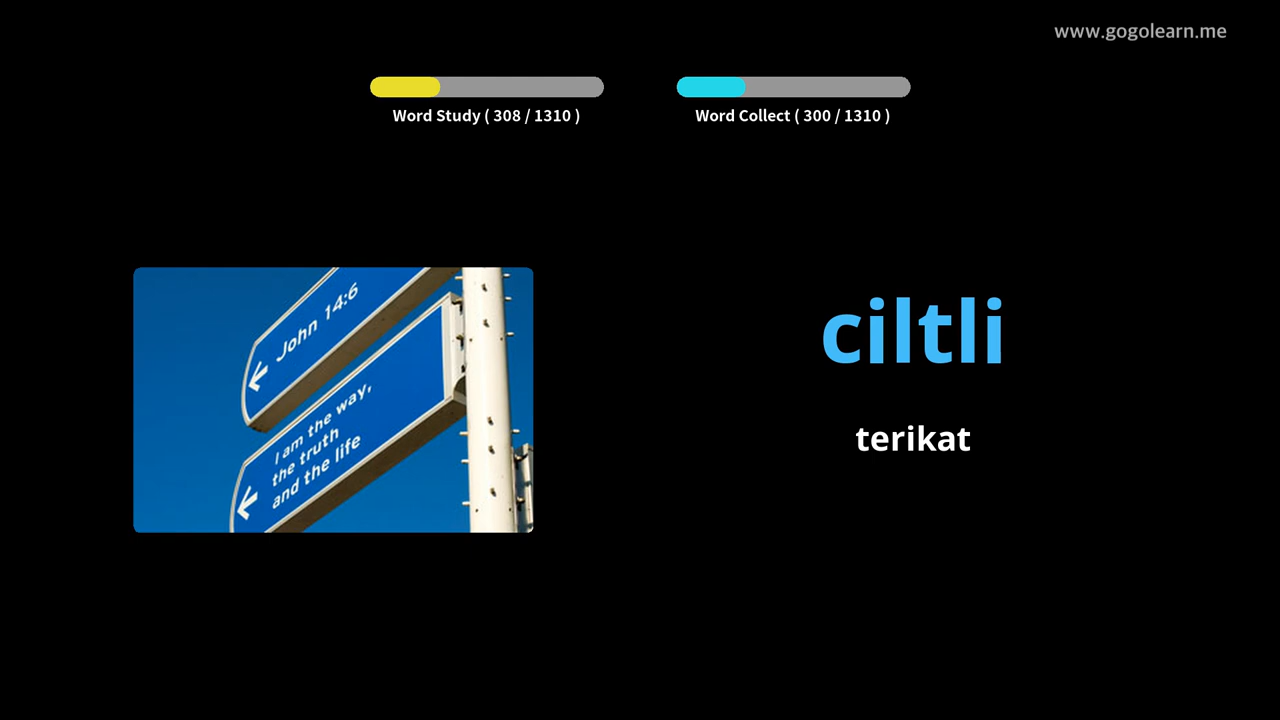 www.gogolearn.me
Word Study ( 308 / 1310 )
Word Collect ( 300 / 1310 )
John 14:6
I am the way,
the truth
and the life
ciltli
terikat